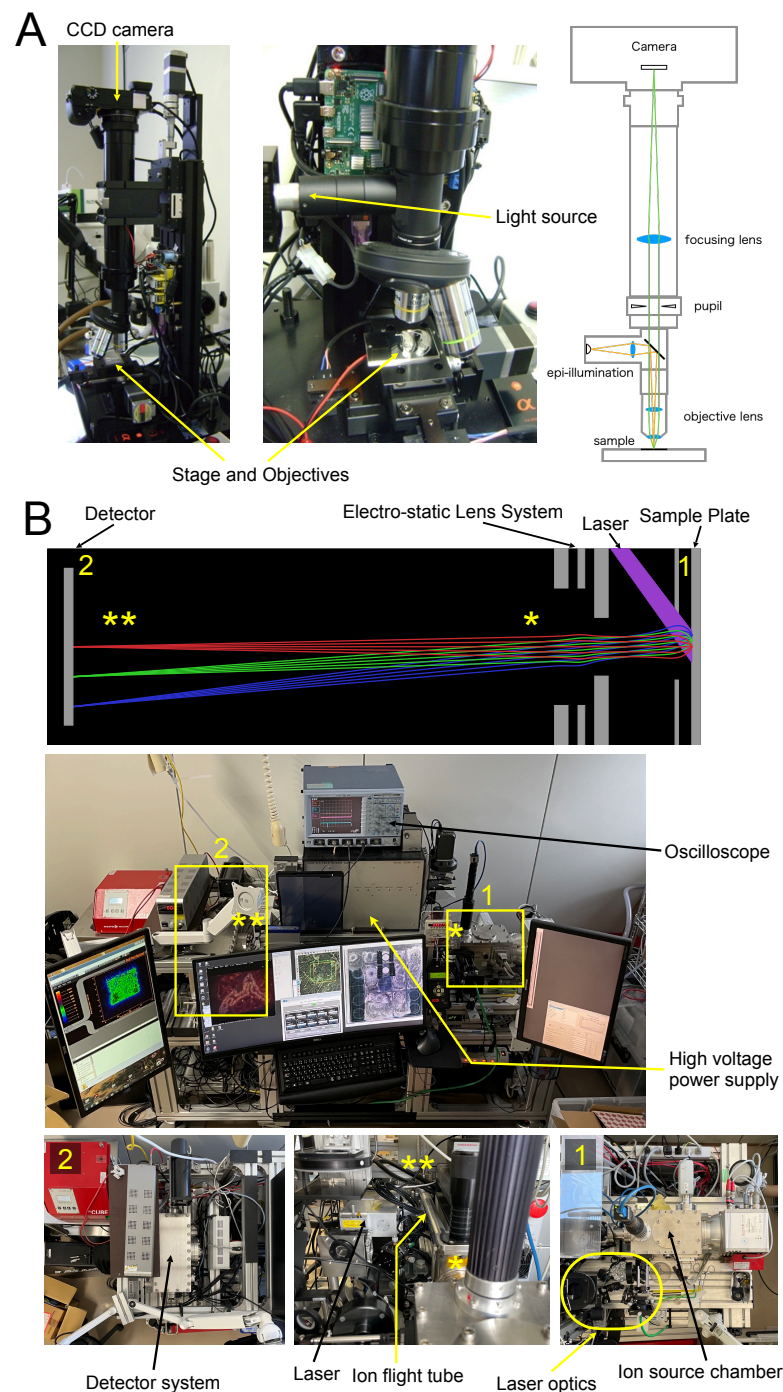 A
CCD camera
Camera
Light source
focusing lens
pupil
epi-illumination
objective lens
sample
Stage and Objectives
B
Detector
Electro-static Lens System
Laser
Sample Plate
2
1
**
*
2
Oscilloscope
1
**
*
High voltage
power supply
2
**
1
*
Detector system
Laser
Ion flight tube
Laser optics
Ion source chamber